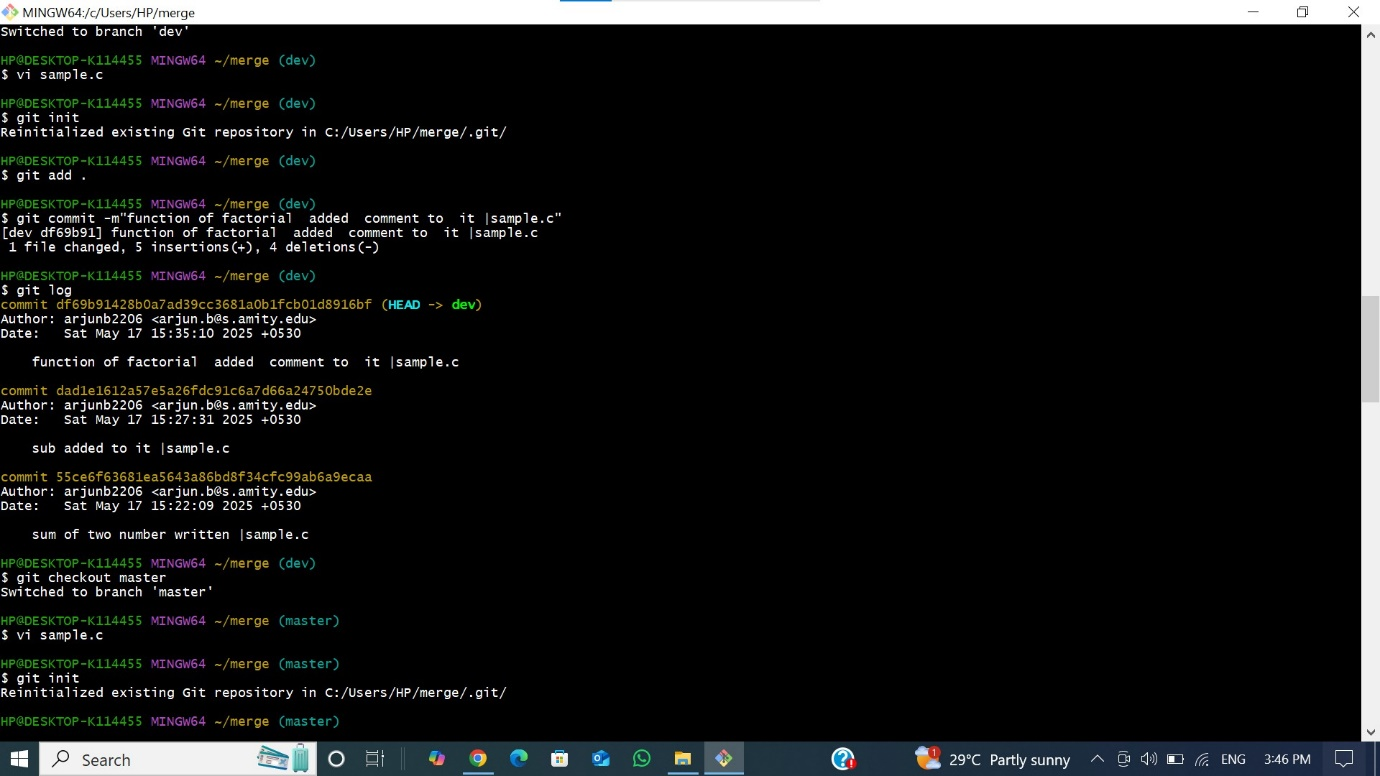 MINGW64:/c/Users/HP/merge
Switched to branch 'dev'
HP@DESKTOP-K114455 MINGW64 ~/merge (dev)
$ vi sample.c
HP@DESKTOP-K114455 MINGW64 ~/merge (dev)
$ git init
Reinitialized existing Git repository in C:/Users/HP/merge/.git/
HP@DESKTOP-K114455 MINGW64 ~/merge (dev)
$ git add .
HP@DESKTOP-K114455 MINGW64 ~/merge (dev)
$ git commit -m"function of factorial  added  comment to  it |sample.c"
[dev df69b91] function of factorial  added  comment to  it |sample.c
 1 file changed, 5 insertions(+), 4 deletions(-)
HP@DESKTOP-K114455 MINGW64 ~/merge (dev)
$ git log
commit df69b91428b0a7ad39cc3681a0b1fcb01d8916bf (HEAD -> dev)
Author: arjunb2206 <arjun.b@s.amity.edu>
Date:   Sat May 17 15:35:10 2025 +0530
    function of factorial  added  comment to  it |sample.c
commit dad1e1612a57e5a26fdc91c6a7d66a24750bde2e
Author: arjunb2206 <arjun.b@s.amity.edu>
Date:   Sat May 17 15:27:31 2025 +0530
    sub added to it |sample.c
commit 55ce6f63681ea5643a86bd8f34cfc99ab6a9ecaa
Author: arjunb2206 <arjun.b@s.amity.edu>
Date:   Sat May 17 15:22:09 2025 +0530
    sum of two number written |sample.c
HP@DESKTOP-K114455 MINGW64 ~/merge (dev)
$ git checkout master
Switched to branch 'master'
HP@DESKTOP-K114455 MINGW64 ~/merge (master)
$ vi sample.c
HP@DESKTOP-K114455 MINGW64 ~/merge (master)
$ git init
Reinitialized existing Git repository in C:/Users/HP/merge/.git/
HP@DESKTOP-K114455 MINGW64 ~/merge (master)
Search
1
29°C Partly sunny
ENG
3:46 PM